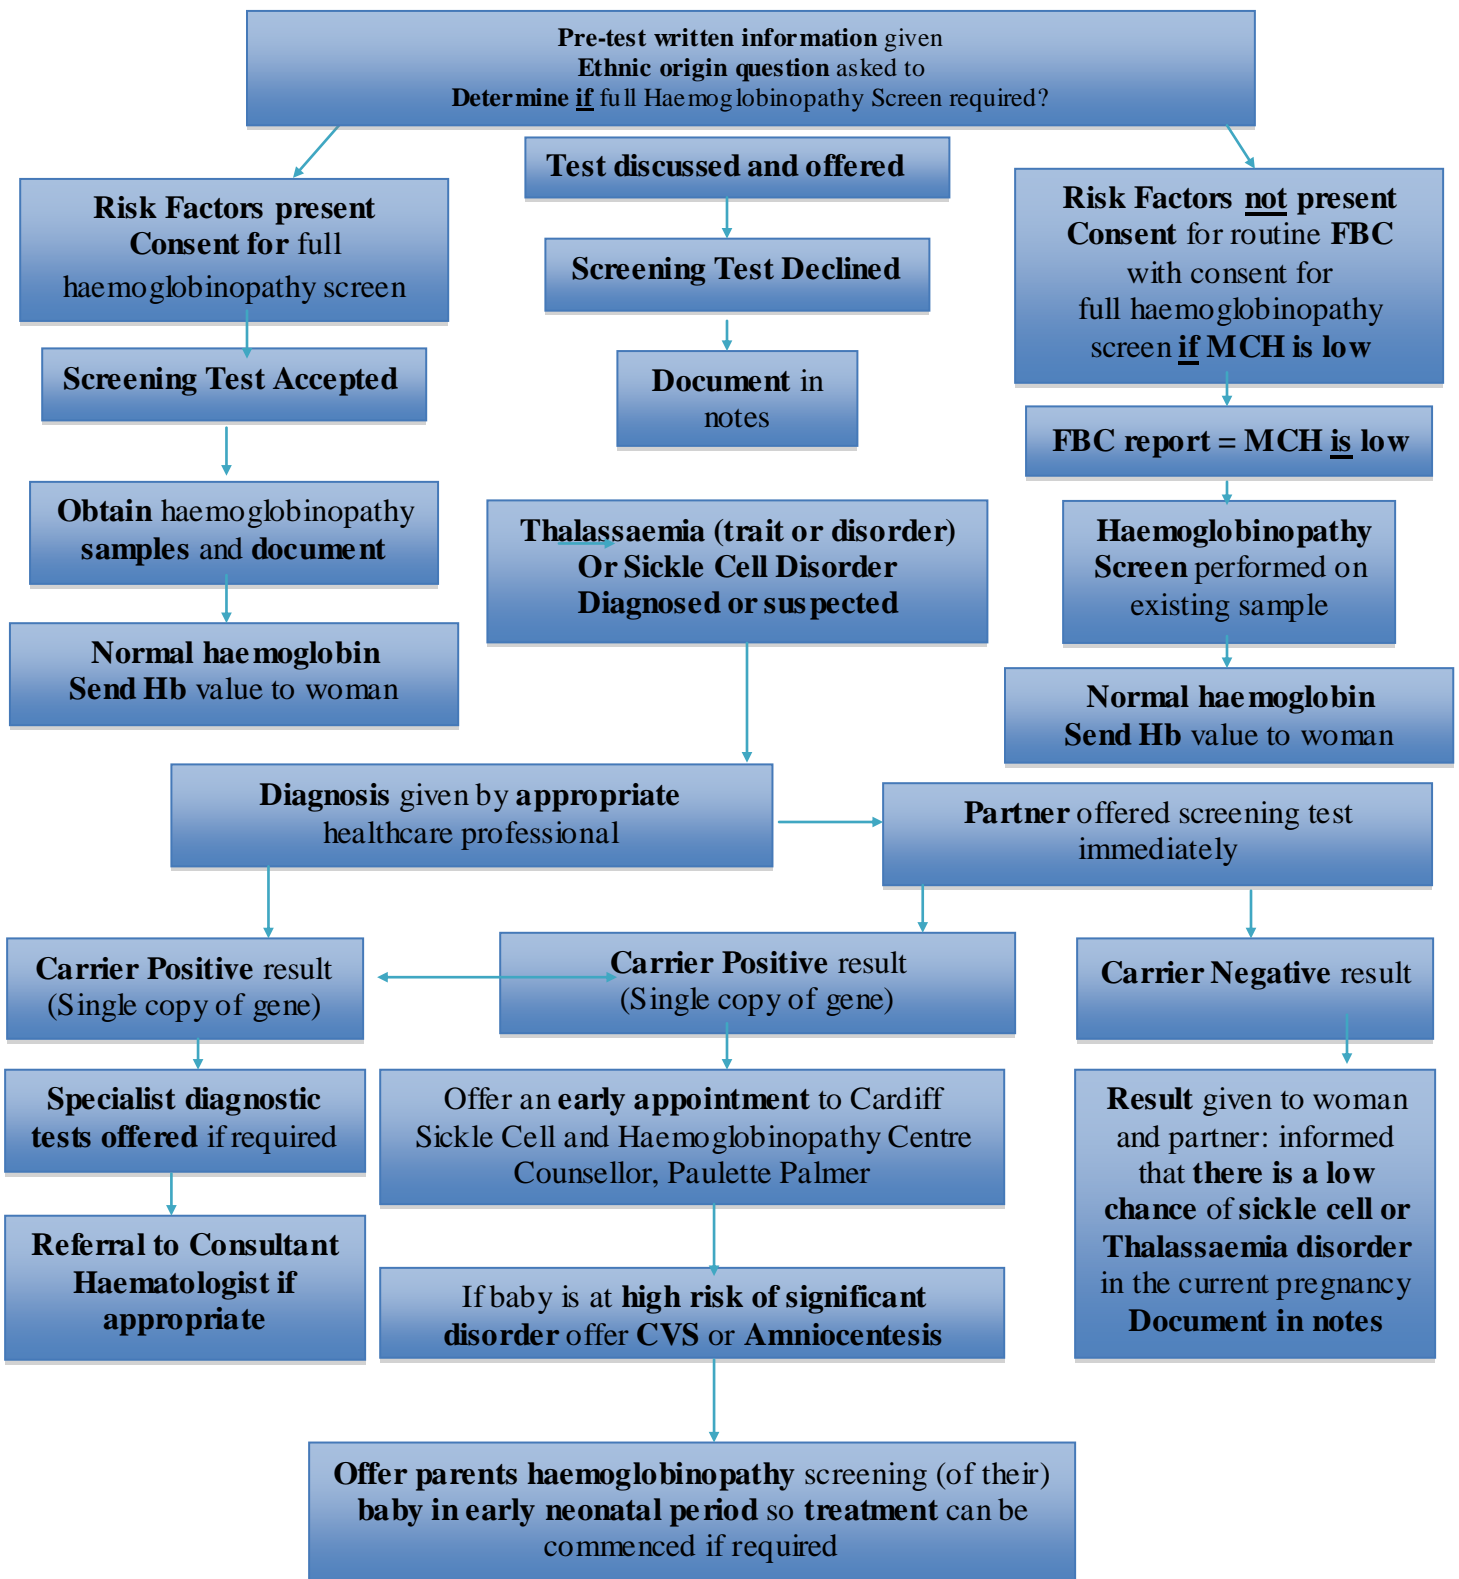 Pre-test written information given
Ethnic origin question asked to
Determine if full Haemoglobinopathy Screen required?
Test discussed and offered
Risk Factors present
Consent for full
haemoglobinopathy screen
Risk Factors not present
Consent for routine FBC
with consent for
full haemoglobinopathy
screen if MCH is low
Screening Test Declined
Screening Test Accepted
Document in
notes
FBC report = MCH is low
Obtain haemoglobinopathy
samples and document
Thalassaemia (trait or disorder)
Or Sickle Cell Disorder
Diagnosed or suspected
Haemoglobinopathy
Screen performed on
existing sample
Normal haemoglobin
Send Hb value to woman
Normal haemoglobin
Send Hb value to woman
Diagnosis given by appropriate
healthcare professional
Partner offered screening test
immediately
Carrier Positive result
(Single copy of gene)
Carrier Positive result
(Single copy of gene)
Carrier Negative result
Specialist diagnostic
tests offered if required
Offer an early appointment to Cardiff
Sickle Cell and Haemoglobinopathy Centre
Counsellor, Paulette Palmer
Result given to woman
and partner: informed
that there is a low
chance of sickle cell or
Thalassaemia disorder
in the current pregnancy
Document in notes
Referral to Consultant
Haematologist if
appropriate
If baby is at high risk of significant
disorder offer CVS or Amniocentesis
Offer parents haemoglobinopathy screening (of their)
baby in early neonatal period so treatment can be
commenced if required